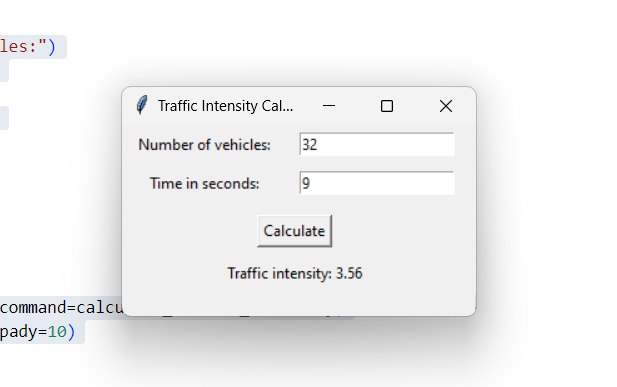 les:")
Traffic Intensity Cal...
Number of vehicles: 32
Time in seconds: 9
Calculate
Traffic intensity: 3.56
command=calcu
pady=10)